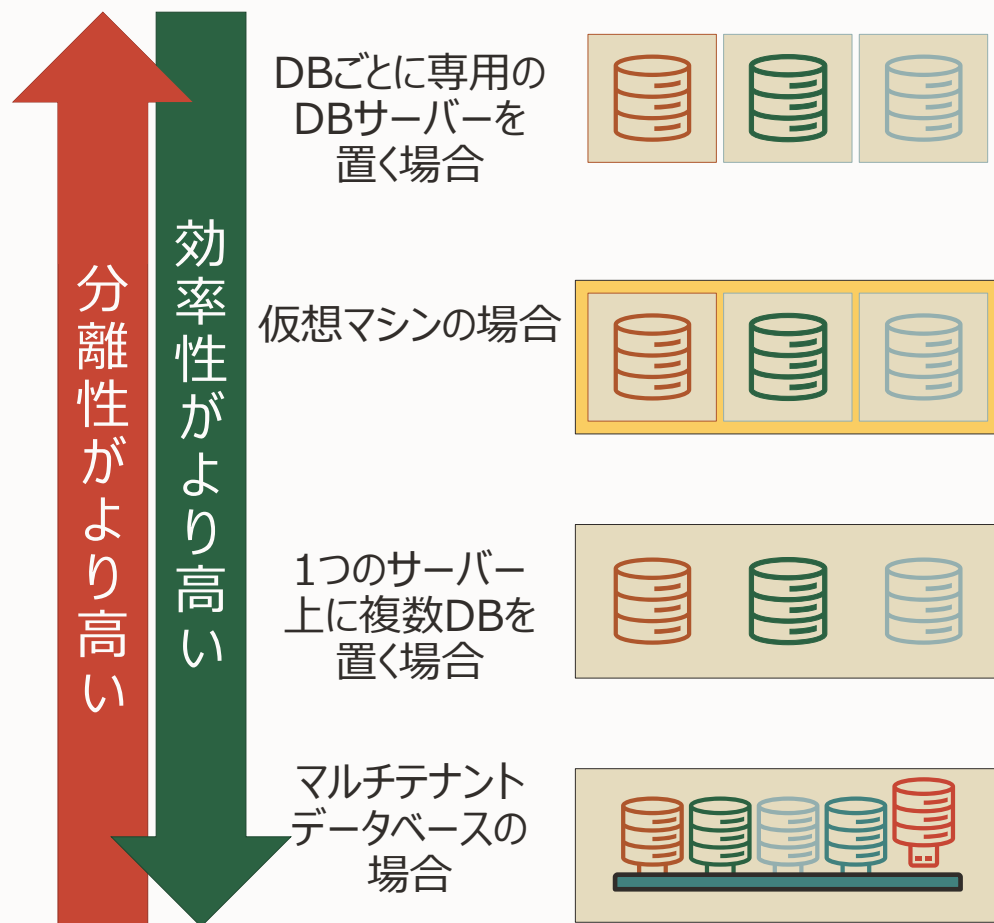 分離性がより高い
効率性がより高い
DBごとに専用の
DBサーバーを
置く場合
仮想マシンの場合
1つのサーバー
上に複数DBを
置く場合
マルチテナント
データベースの
場合